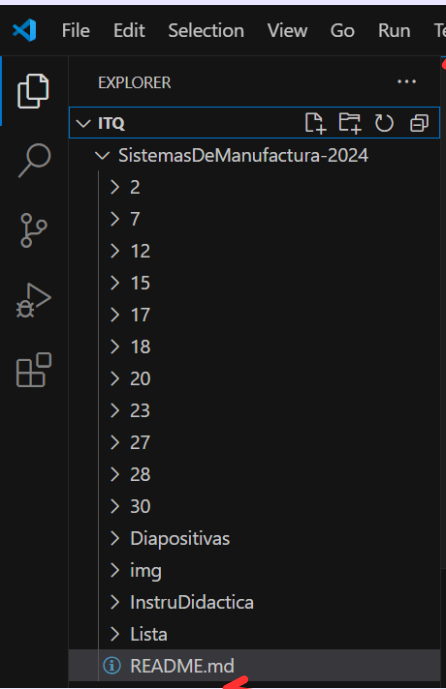 File Edit Selection View Go Run
EXPLORER ...
ITQ
SistemasDeManufactura-2024
2
7
12
15
17
18
20
23
27
28
30
Diapositivas
img
InstruDidactica
Lista
README.md